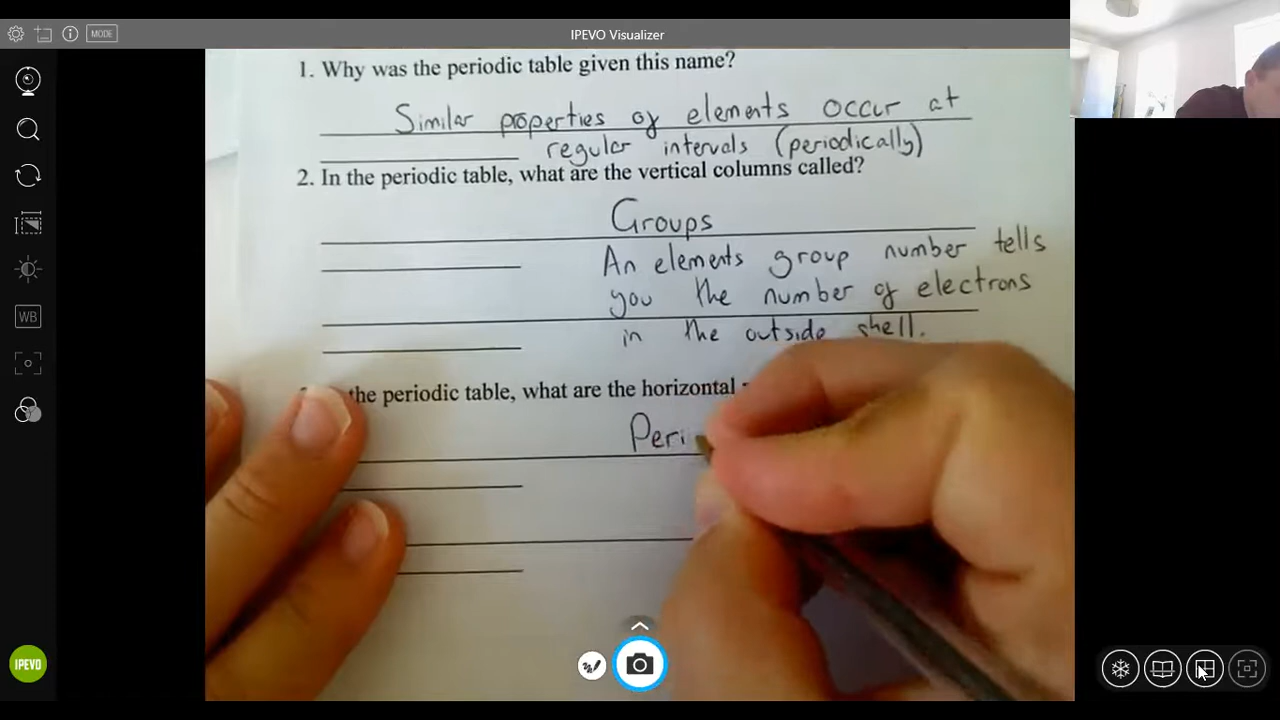 MODE
IPEVO Visualizer
1. Why was the periodic table given this name?
Similar properties of elements occur at
regular intervals (periodically)
2. In the periodic table, what are the vertical columns called?
Groups
An elements group number tells
you the number of electrons
in the outside shell.
the periodic table, what are the horizontal
Peri
WB
IPEVO